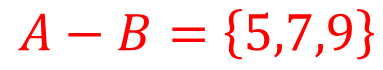 A − B = {5,7,9}